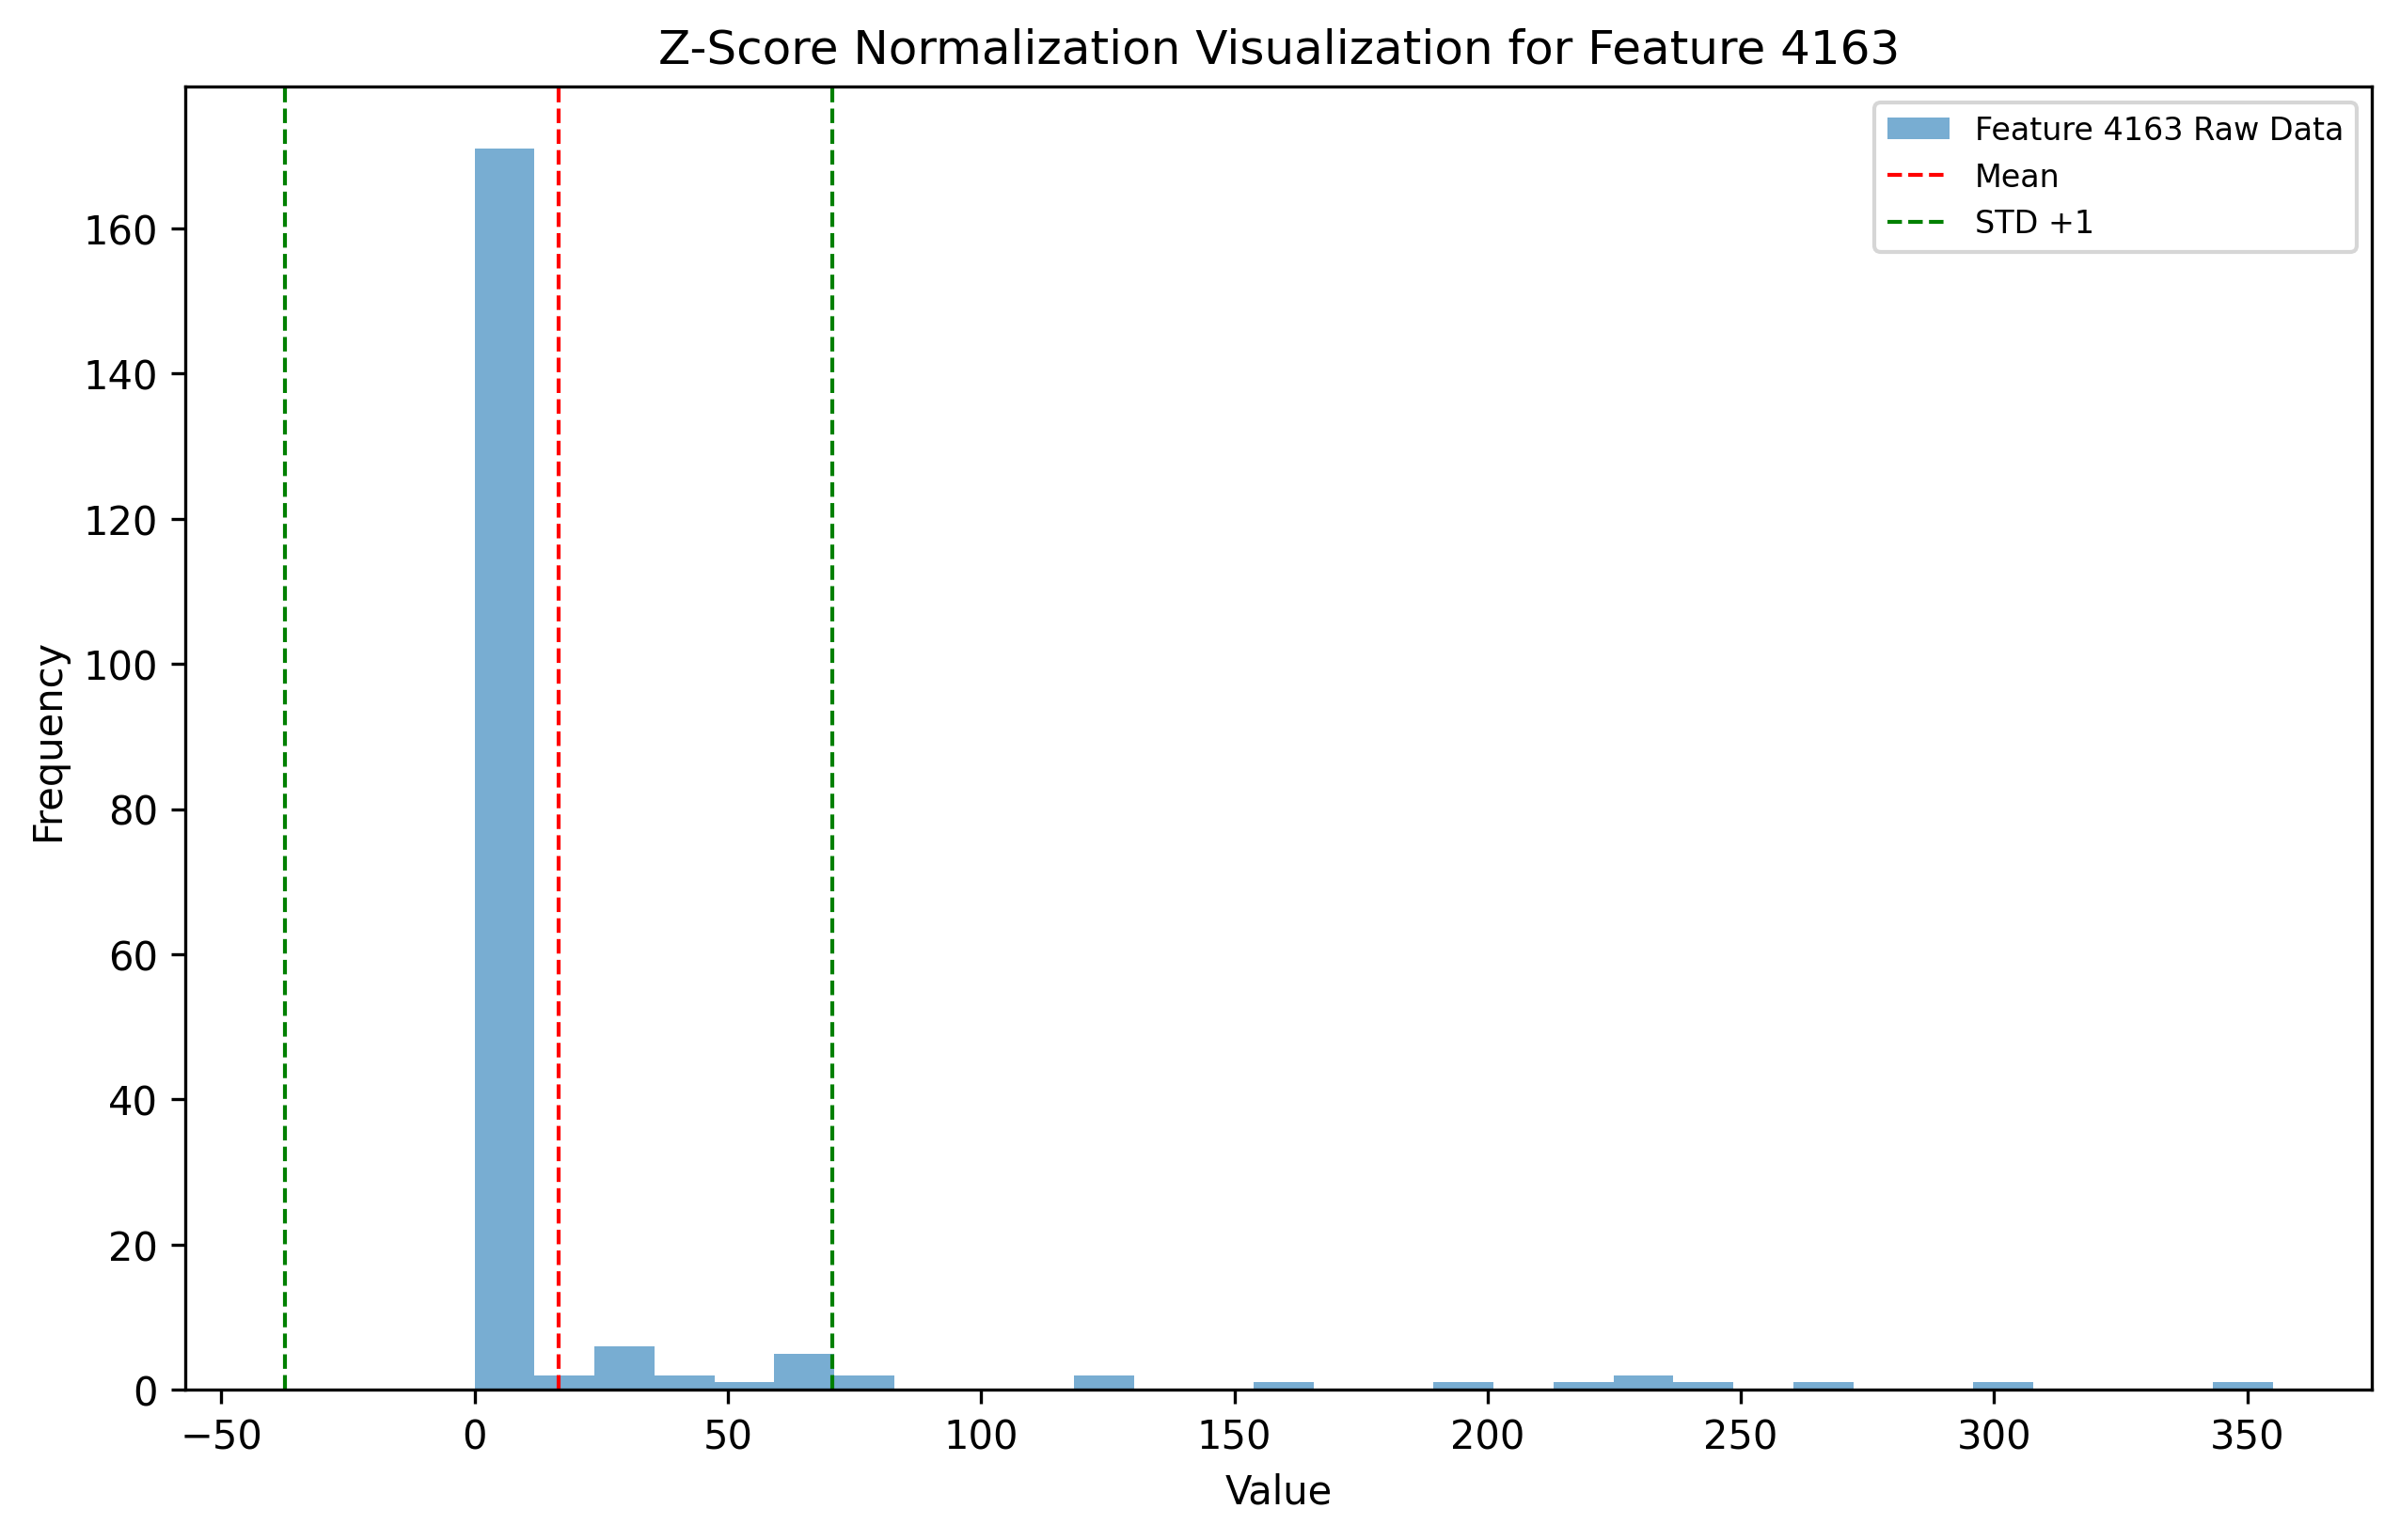 Z-Score Normalization Visualization for Feature 4163
Feature 4163 Raw Data
Mean
STD +1
160
140
120
100
80
60
40
20
0
Frequency
−50 0 50 100 150 200 250 300 350
Value